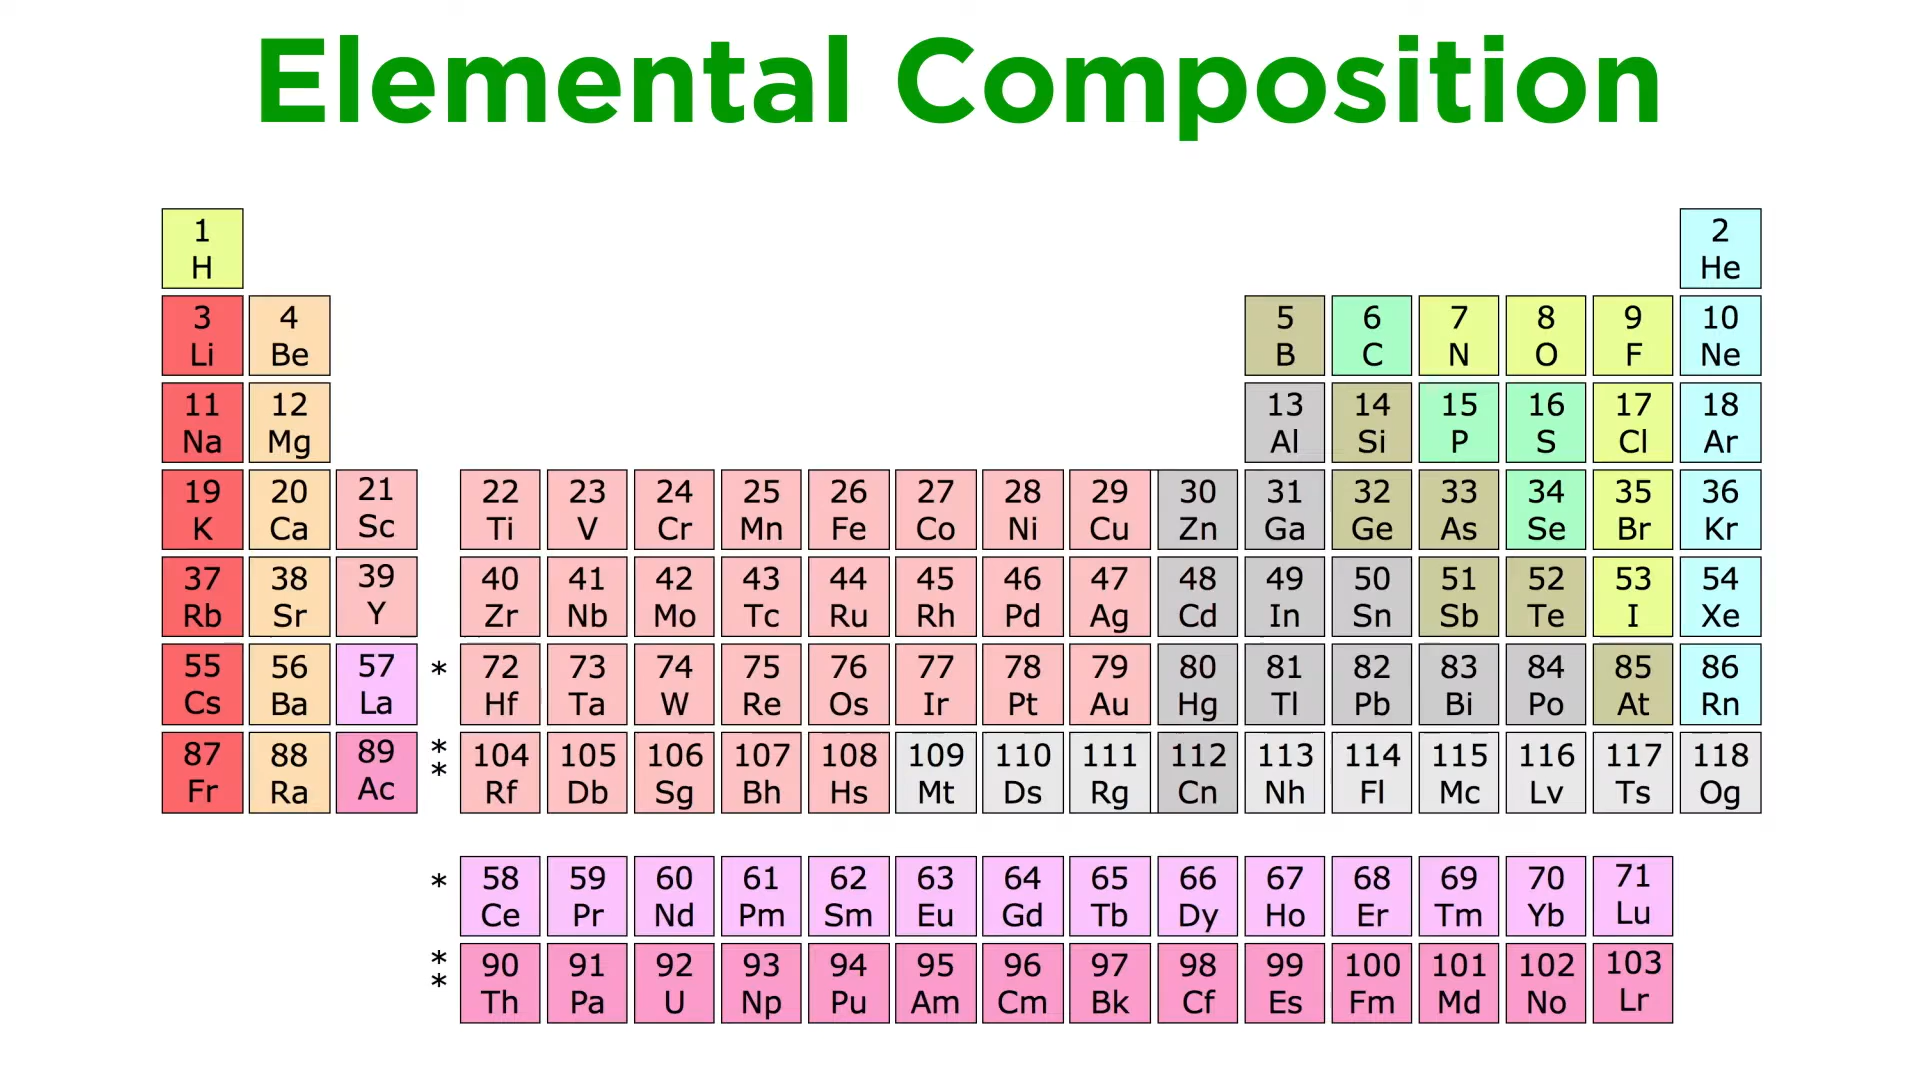 Elemental Composition
1 2
H He
3 4 5 6 7 8 9 10
Li Be B C N O F Ne
11 12 13 14 15 16 17 18
Na Mg Al Si P S Cl Ar
19 20 21 22 23 24 25 26 27 28 29 30 31 32 33 34 35 36
K Ca Sc Ti V Cr Mn Fe Co Ni Cu Zn Ga Ge As Se Br Kr
37 38 39 40 41 42 43 44 45 46 47 48 49 50 51 52 53 54
Rb Sr Y Zr Nb Mo Tc Ru Rh Pd Ag Cd In Sn Sb Te I Xe
55 56 57 * 72 73 74 75 76 77 78 79 80 81 82 83 84 85 86
Cs Ba La Hf Ta W Re Os Ir Pt Au Hg Tl Pb Bi Po At Rn
87 88 89 * 104 105 106 107 108 109 110 111 112 113 114 115 116 117 118
Fr Ra Ac * Rf Db Sg Bh Hs Mt Ds Rg Cn Nh Fl Mc Lv Ts Og
* 58 59 60 61 62 63 64 65 66 67 68 69 70 71
Ce Pr Nd Pm Sm Eu Gd Tb Dy Ho Er Tm Yb Lu
* 90 91 92 93 94 95 96 97 98 99 100 101 102 103
* Th Pa U Np Pu Am Cm Bk Cf Es Fm Md No Lr